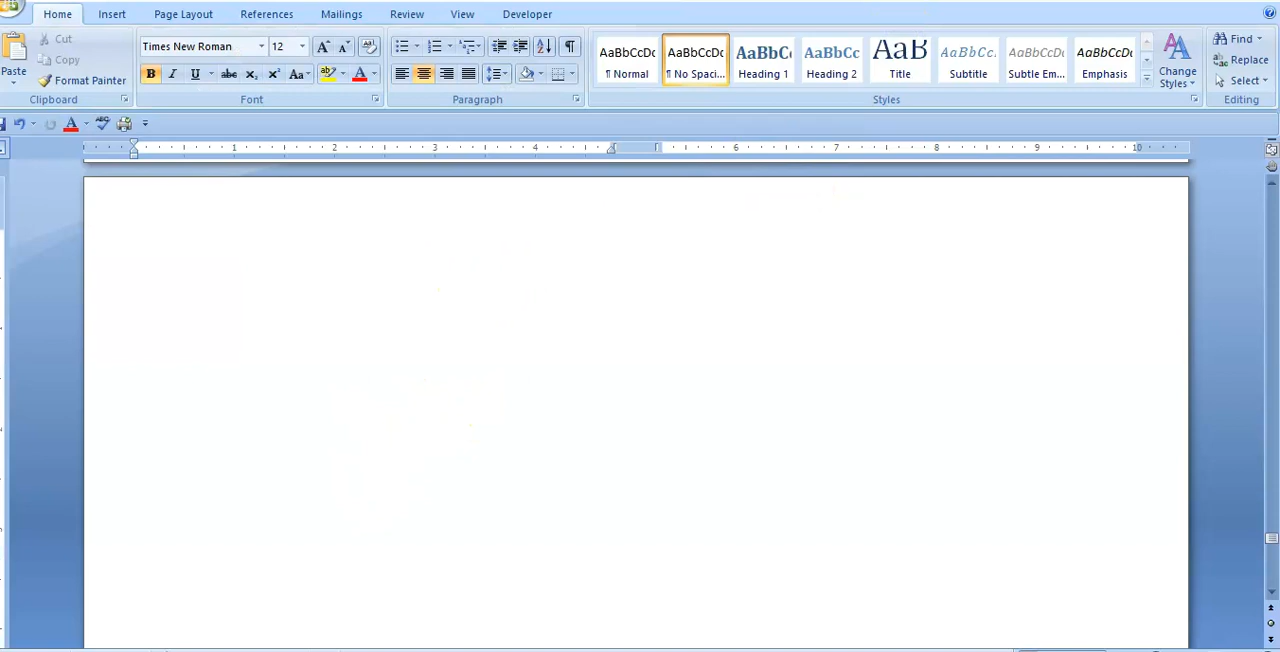 Home Insert Page Layout References Mailings Review View Developer
Cut
Copy
Format Painter
Paste
Clipboard
Times New Roman 12
B I U abc X₂ X² Aa
Font
Paragraph
AaBbCcDc AaBbCcDc AaBbC AaBbCc AaB AaBbCc. AaBbCcDc AaBbCcDc
¶ Normal ¶ No Spaci... Heading 1 Heading 2 Title Subtitle Subtle Em... Emphasis
Change Styles
Styles
Find
Replace
Select
Editing
1 2 3 4 6 7 8 9 10